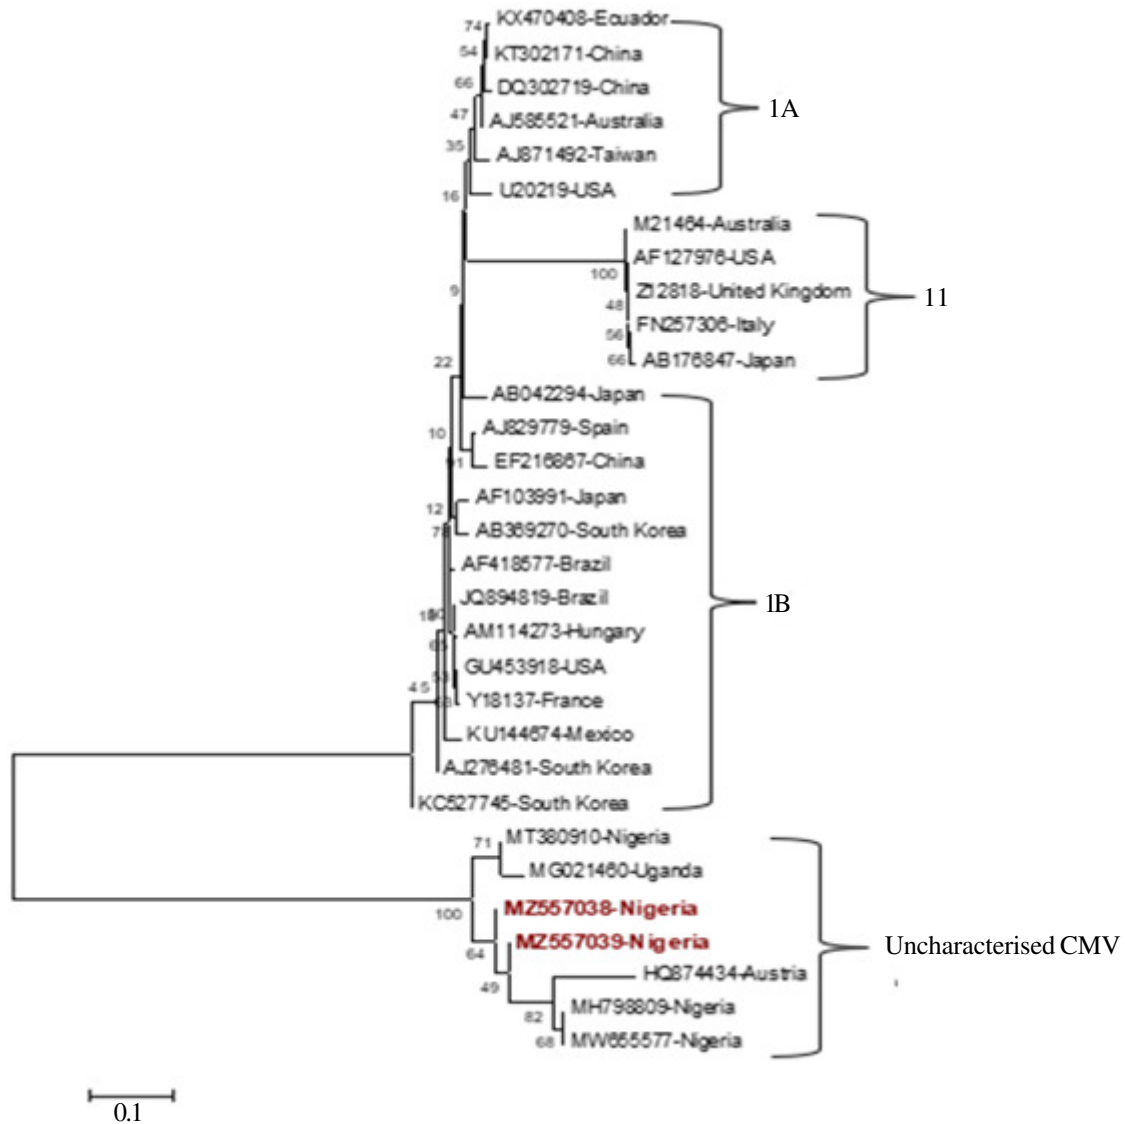 74
KX470408-Ecuador
54
KT302171-China
66
DQ302719-China
47
AJ585521-Australia
35
AJ871492-Taiwan
16
U20219-USA
1A
M21464-Australia
AF127976-USA
100
Z12818-United Kingdom
48
FN257306-Italy
56
66
AB176847-Japan
11
9
22
AB042294-Japan
10
AJ829779-Spain
EF216867-China
AF103991-Japan
12
AB369270-South Korea
AF418577-Brazil
JQ894819-Brazil
AM114273-Hungary
GU453918-USA
45
Y18137-France
KU144674-Mexico
AJ276481-South Korea
KC527745-South Korea
1B
71
MT380910-Nigeria
MG021460-Uganda
100
MZ557038-Nigeria
64
MZ557039-Nigeria
49
HQ874434-Austria
82
MH798809-Nigeria
68
MW655577-Nigeria
Uncharacterised CMV
0.1